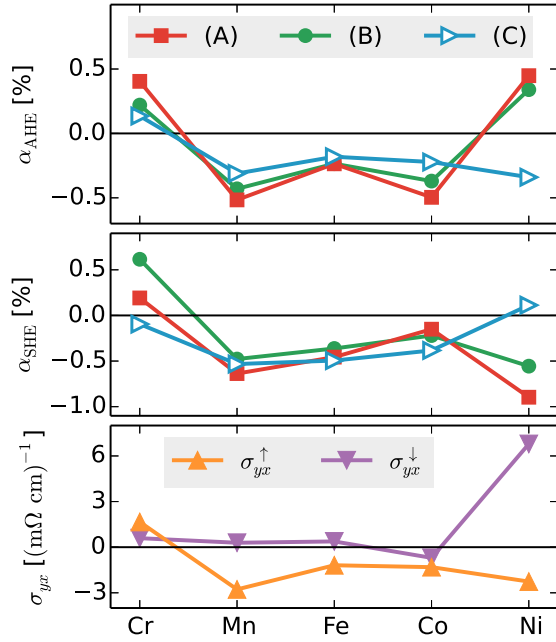 (A) (B) (C)
α_AHE [%]
0.5
0.0
−0.5
α_SHE [%]
0.5
0.0
−0.5
−1.0
σ_yx^↑ σ_yx^↓
σ_yx [(mΩ cm)^−1]
6
3
0
−3
Cr Mn Fe Co Ni